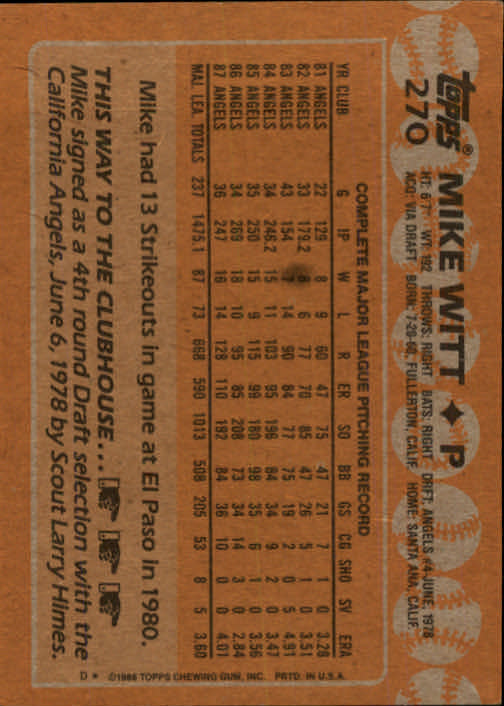 Topps® MIKE WITT ♦ P
270 HT: 6'7" WT: 192 THROWS: RIGHT BATS: RIGHT DRFT: ANGELS #4-JUNE, 1978
ACQ: VIA DRAFT BORN: 7-20-60, FULLERTON, CALIF. HOME: SANTA ANA, CALIF.
COMPLETE MAJOR LEAGUE PITCHING RECORD
YR CLUB G IP W L R ER SO BB GS CG SHO SV ERA
81 ANGELS 22 129 8 9 60 47 75 47 21 7 1 0 3.28
82 ANGELS 33 179.2 8 6 77 70 85 47 26 5 1 0 3.51
83 ANGELS 43 154 7 14 90 84 77 75 19 2 0 5 4.91
84 ANGELS 34 246.2 15 11 103 95 196 84 34 9 2 0 3.47
85 ANGELS 35 250 15 9 115 99 180 98 35 6 1 0 3.56
86 ANGELS 34 269 18 10 95 85 208 73 34 14 3 0 2.84
87 ANGELS 36 247 16 14 128 110 192 84 36 10 0 0 4.01
MAJ. LEA. TOTALS 237 1475.1 87 73 668 590 1013 508 205 53 8 5 3.60
Mike had 13 Strikeouts in game at El Paso in 1980.
THIS WAY TO THE CLUBHOUSE...
Mike signed as a 4th round Draft selection with the
California Angels, June 6, 1978 by Scout Larry Himes.
D * ©1988 TOPPS CHEWING GUM, INC. PRTD. IN U.S.A.